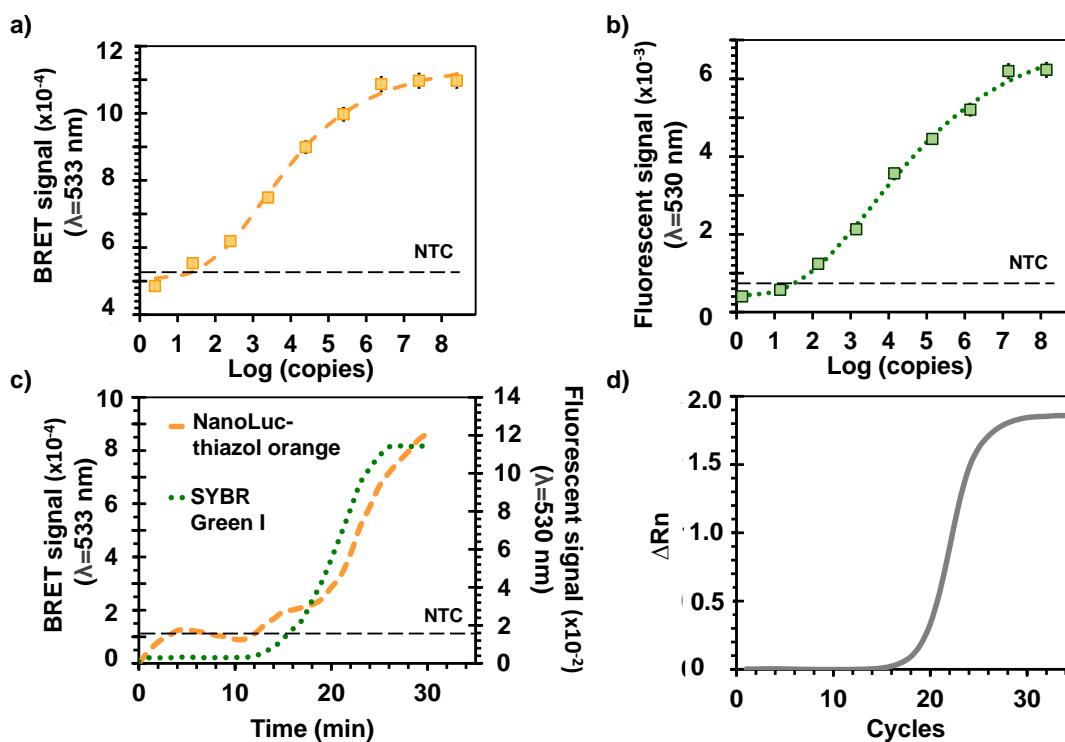 a)
BRET signal (x10-4)
(λ=533 nm)
12
10
8
6
4
NTC
0 1 2 3 4 5 6 7 8
Log (copies)
b)
Fluorescent signal (x10-3)
(λ=530 nm)
6
4
2
0
NTC
0 1 2 3 4 5 6 7 8
Log (copies)
c)
BRET signal (x10-4)
(λ=533 nm)
10
8
6
4
2
0
NanoLuc-
thiazol orange
SYBR
Green I
NTC
14
12
10
8
6
4
2
0
Fluorescent signal (x10-2)
(λ=530 nm)
0 10 20 30
Time (min)
d)
ΔRn
2.0
1.5
1.0
0.5
0
0 10 20 30
Cycles